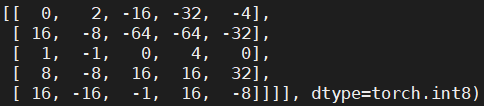 [[ 0, 2, -16, -32, -4],
[ 16, -8, -64, -64, -32],
[ 1, -1, 0, 4, 0],
[ 8, -8, 16, 16, 32],
[ 16, -16, -1, 16, -8]]]], dtype=torch.int8)